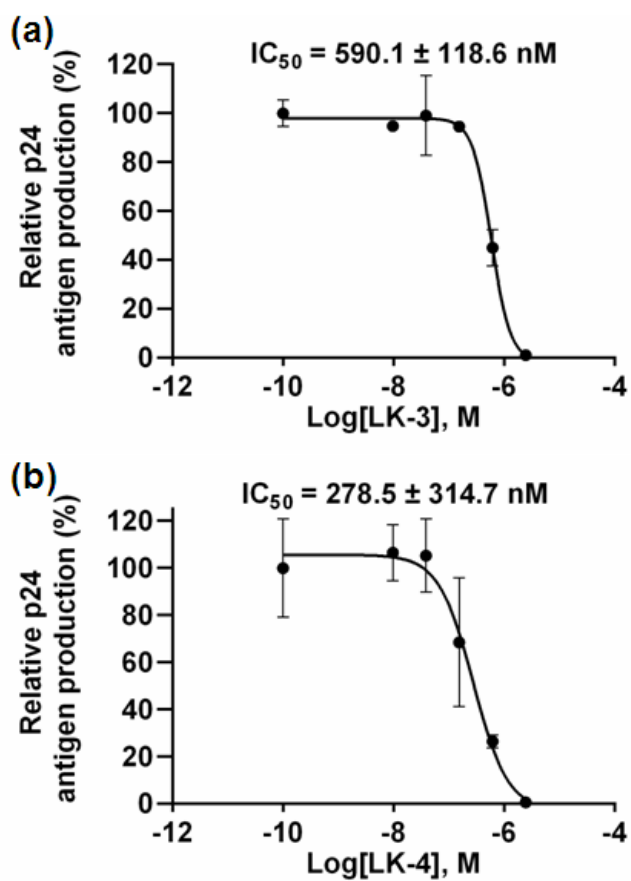 (a)
IC50 = 590.1 ± 118.6 nM
Relative p24
antigen production (%)
120
100
80
60
40
20
0
-12 -10 -8 -6 -4
Log[LK-3], M
(b)
IC50 = 278.5 ± 314.7 nM
Relative p24
antigen production (%)
120
100
80
60
40
20
0
-12 -10 -8 -6 -4
Log[LK-4], M